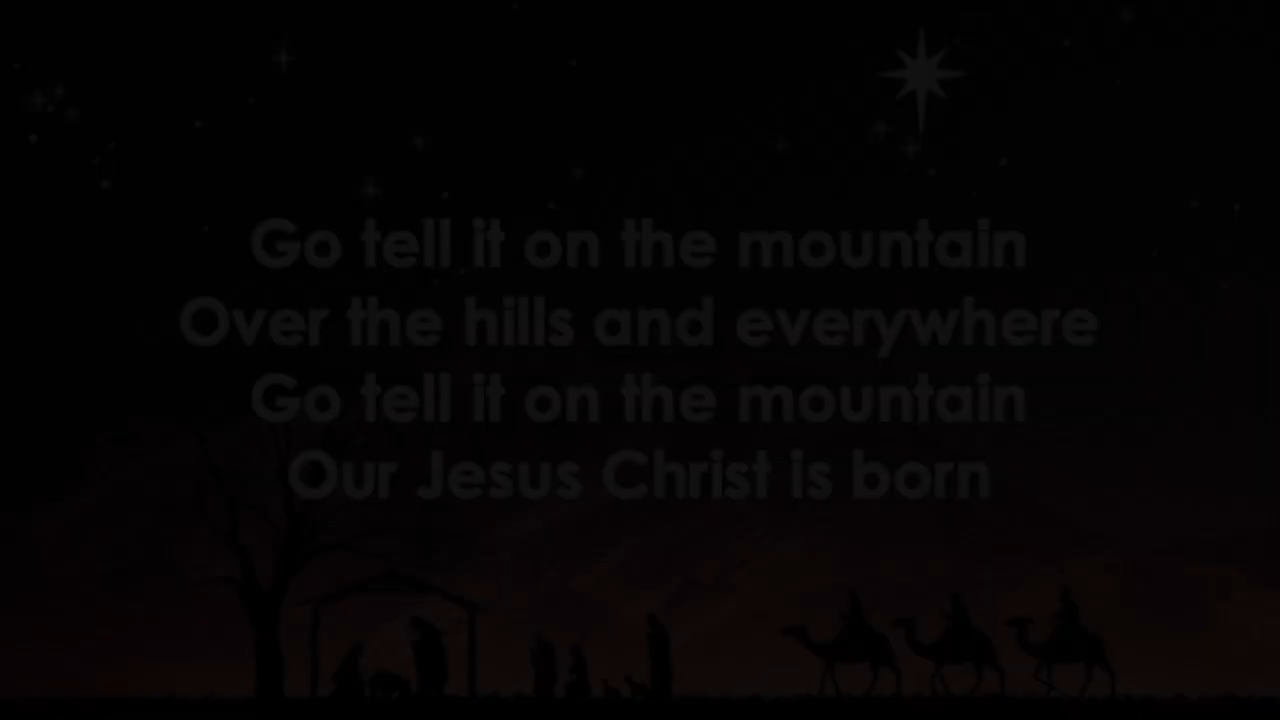 Go tell it on the mountain
Over the hills and everywhere
Go tell it on the mountain
Our Jesus Christ is born